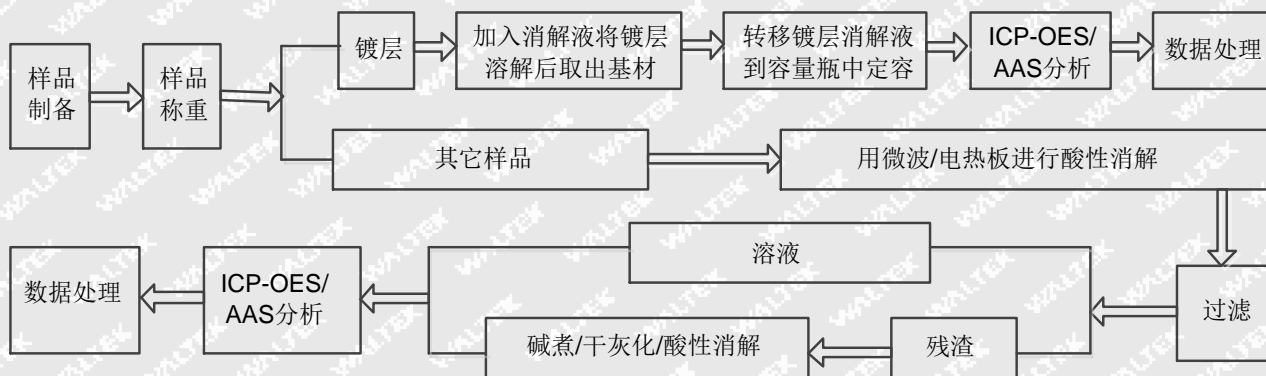 样品
制备
样品
称重
镀层
加入消解液将镀层
溶解后取出基材
转移镀层消解液
到容量瓶中定容
ICP-OES/
AAS分析
数据处理
其它样品
用微波/电热板进行酸性消解
过滤
溶液
残渣
碱煮/干灰化/酸性消解
ICP-OES/
AAS分析
数据处理
WALTEK